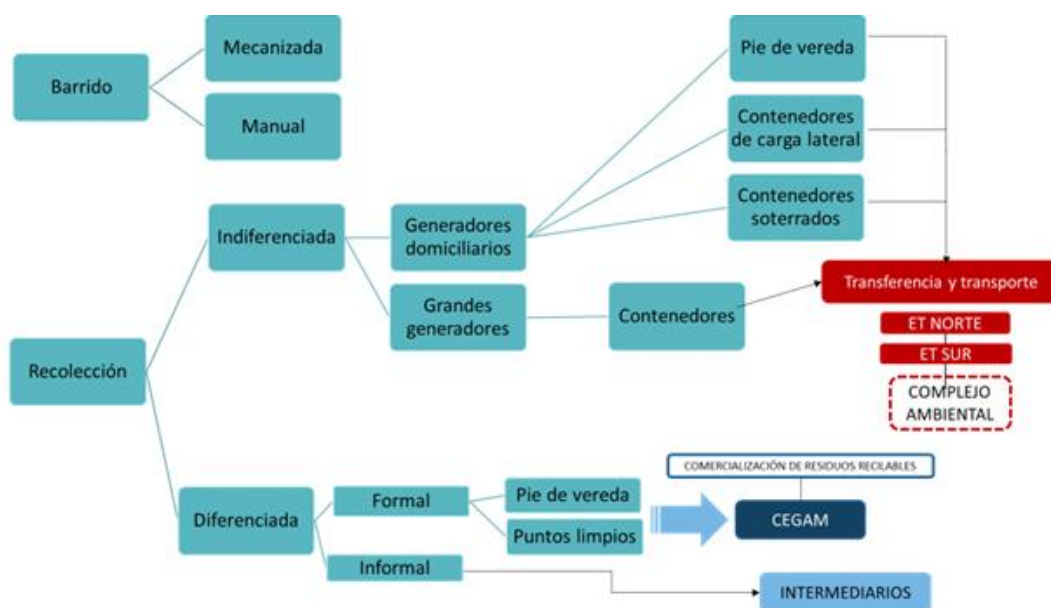 Barrido
Mecanizada
Manual
Recolección
Indiferenciada
Generadores
domiciliarios
Pie de vereda
Contenedores
de carga lateral
Contenedores
soterrados
Grandes
generadores
Contenedores
Transferencia y transporte
ET NORTE
ET SUR
COMPLEJO
AMBIENTAL
Diferenciada
Formal
Pie de vereda
Puntos limpios
COMERCIALIZACIÓN DE RESIDUOS RECILABLES
CEGAM
Informal
INTERMEDIARIOS